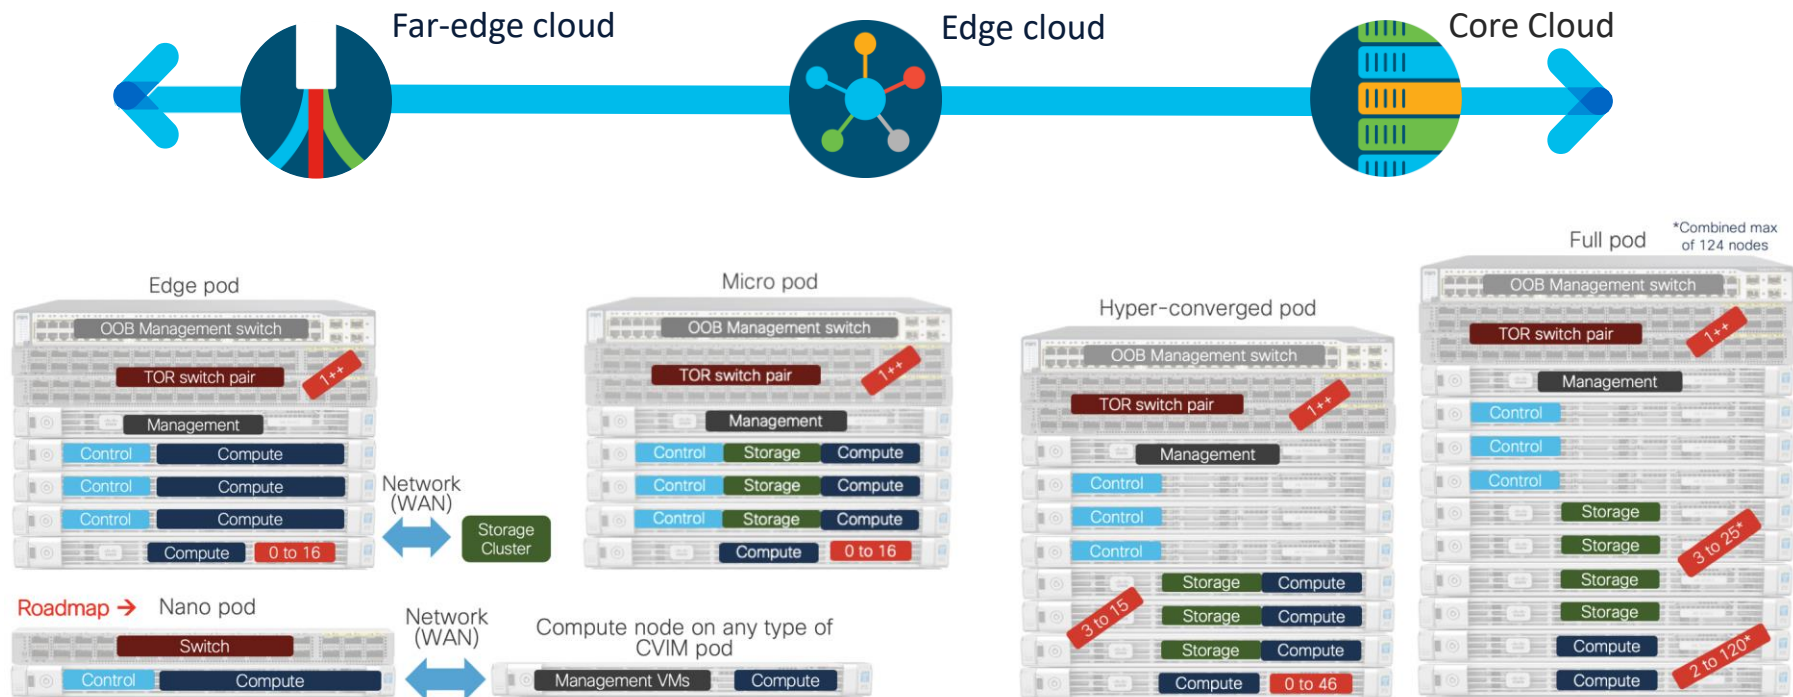 Far-edge cloud
Edge cloud
Core Cloud
Edge pod
OOB Management switch
TOR switch pair
1++
Management
Control
Compute
Control
Compute
Control
Compute
Compute
0 to 16
Network
(WAN)
Storage
Cluster
Micro pod
OOB Management switch
TOR switch pair
1++
Management
Control
Storage
Compute
Control
Storage
Compute
Control
Storage
Compute
Compute
0 to 16
Roadmap →
Nano pod
Switch
Control
Compute
Network
(WAN)
Compute node on any type of
CVIM pod
Management VMs
Compute
Hyper-converged pod
OOB Management switch
TOR switch pair
1++
Management
Control
Control
Control
3 to 15
Storage
Compute
Storage
Compute
Storage
Compute
Storage
Compute
Compute
0 to 46
Full pod
*Combined max
of 124 nodes
OOB Management switch
TOR switch pair
1++
Management
Control
Control
Control
Storage
Storage
3 to 25*
Storage
Storage
Compute
2 to 120*
Compute